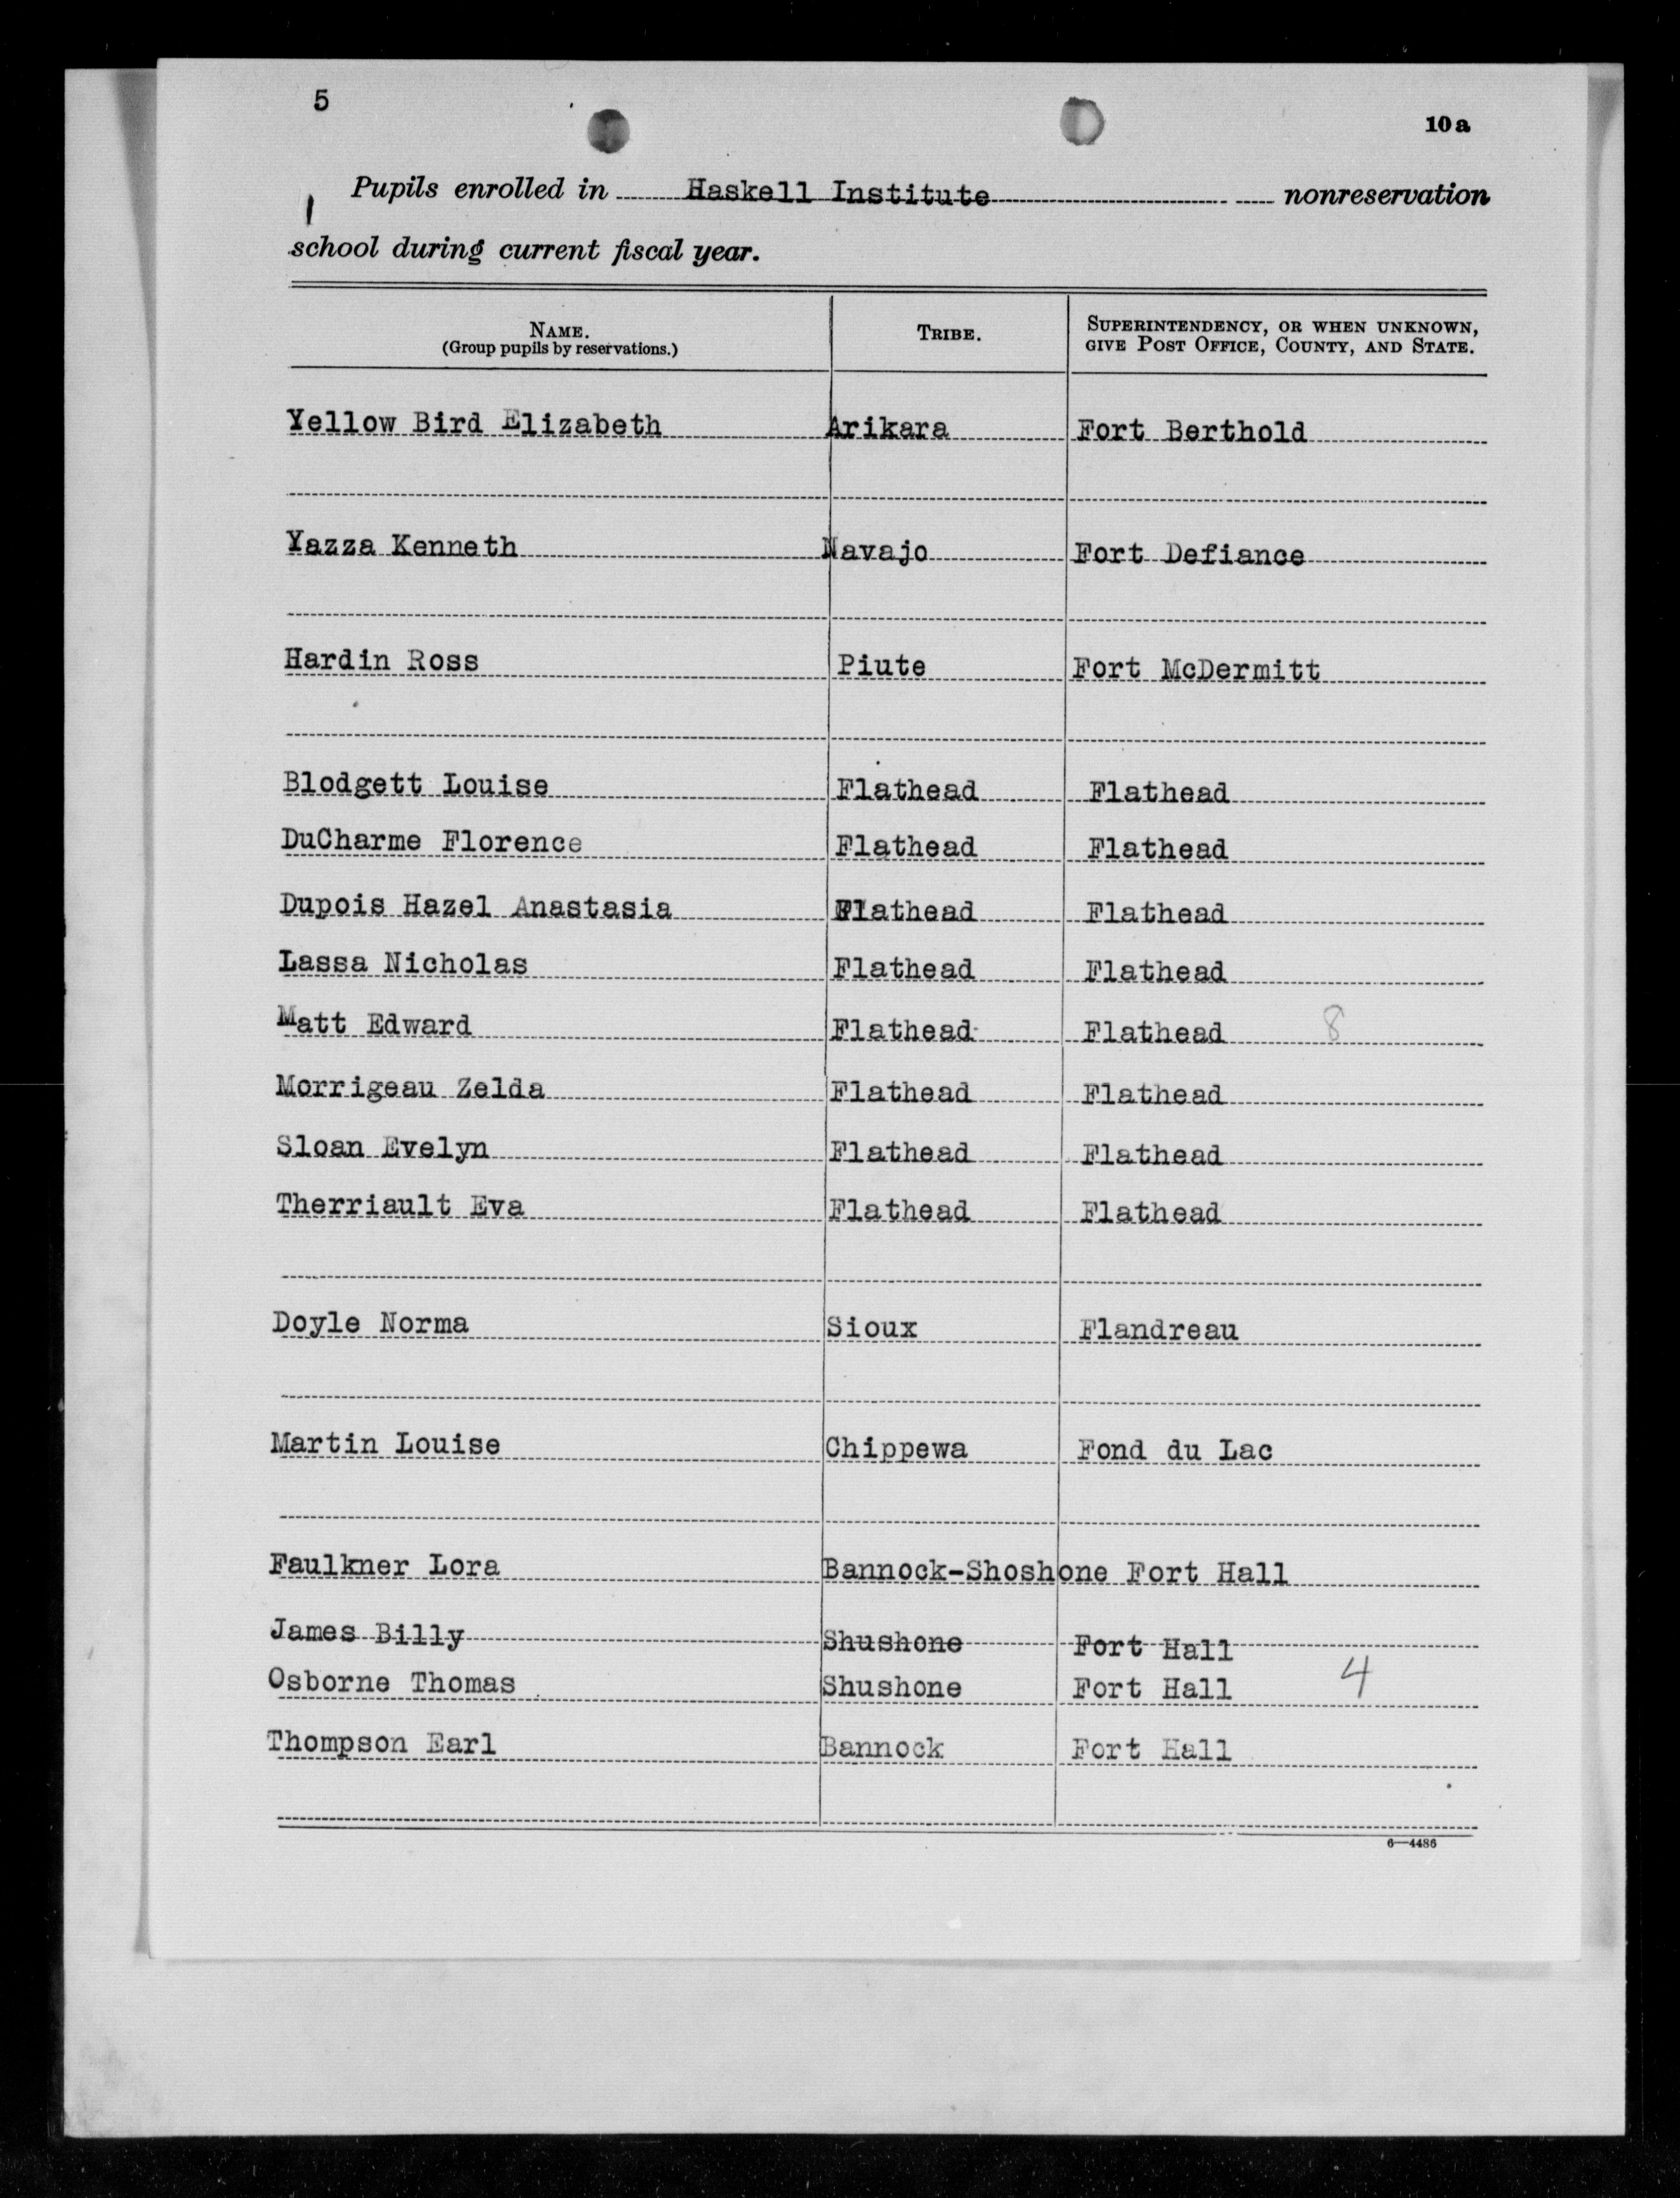 5
10a
Pupils enrolled in Haskell Institute nonreservation
school during current fiscal year.
NAME. TRIBE. SUPERINTENDENCY, OR WHEN UNKNOWN,
(Group pupils by reservations.) GIVE POST OFFICE, COUNTY, AND STATE.
Yellow Bird Elizabeth Arikara Fort Berthold
Yazza Kenneth Navajo Fort Defiance
Hardin Ross Piute Fort McDermitt
Blodgett Louise Flathead Flathead
DuCharme Florence Flathead Flathead
Dupois Hazel Anastasia Flathead Flathead
Lassa Nicholas Flathead Flathead
Matt Edward Flathead Flathead 8
Morrigeau Zelda Flathead Flathead
Sloan Evelyn Flathead Flathead
Therriault Eva Flathead Flathead
Doyle Norma Sioux Flandreau
Martin Louise Chippewa Fond du Lac
Faulkner Lora Bannock-Shoshone Fort Hall
James Billy Shushone Fort Hall
Osborne Thomas Shushone Fort Hall 4
Thompson Earl Bannock Fort Hall
6—4486